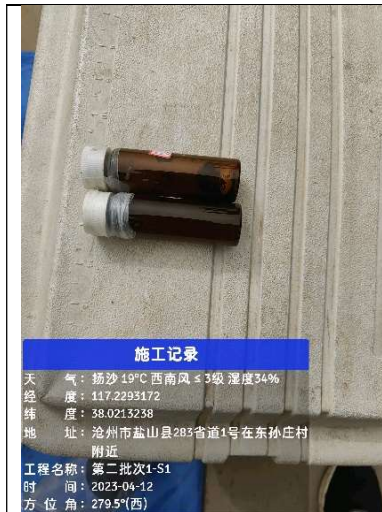 施工记录
天 气：扬沙 19℃ 西南风 ≤ 3级 湿度34%
经 度：117.2293172
纬 度：38.0213238
地 址：沧州市盐山县283省道1号在东孙庄村
附近
工程名称：第二批次1-S1
时 间：2023-04-12
方 位 角：279.5°(西)